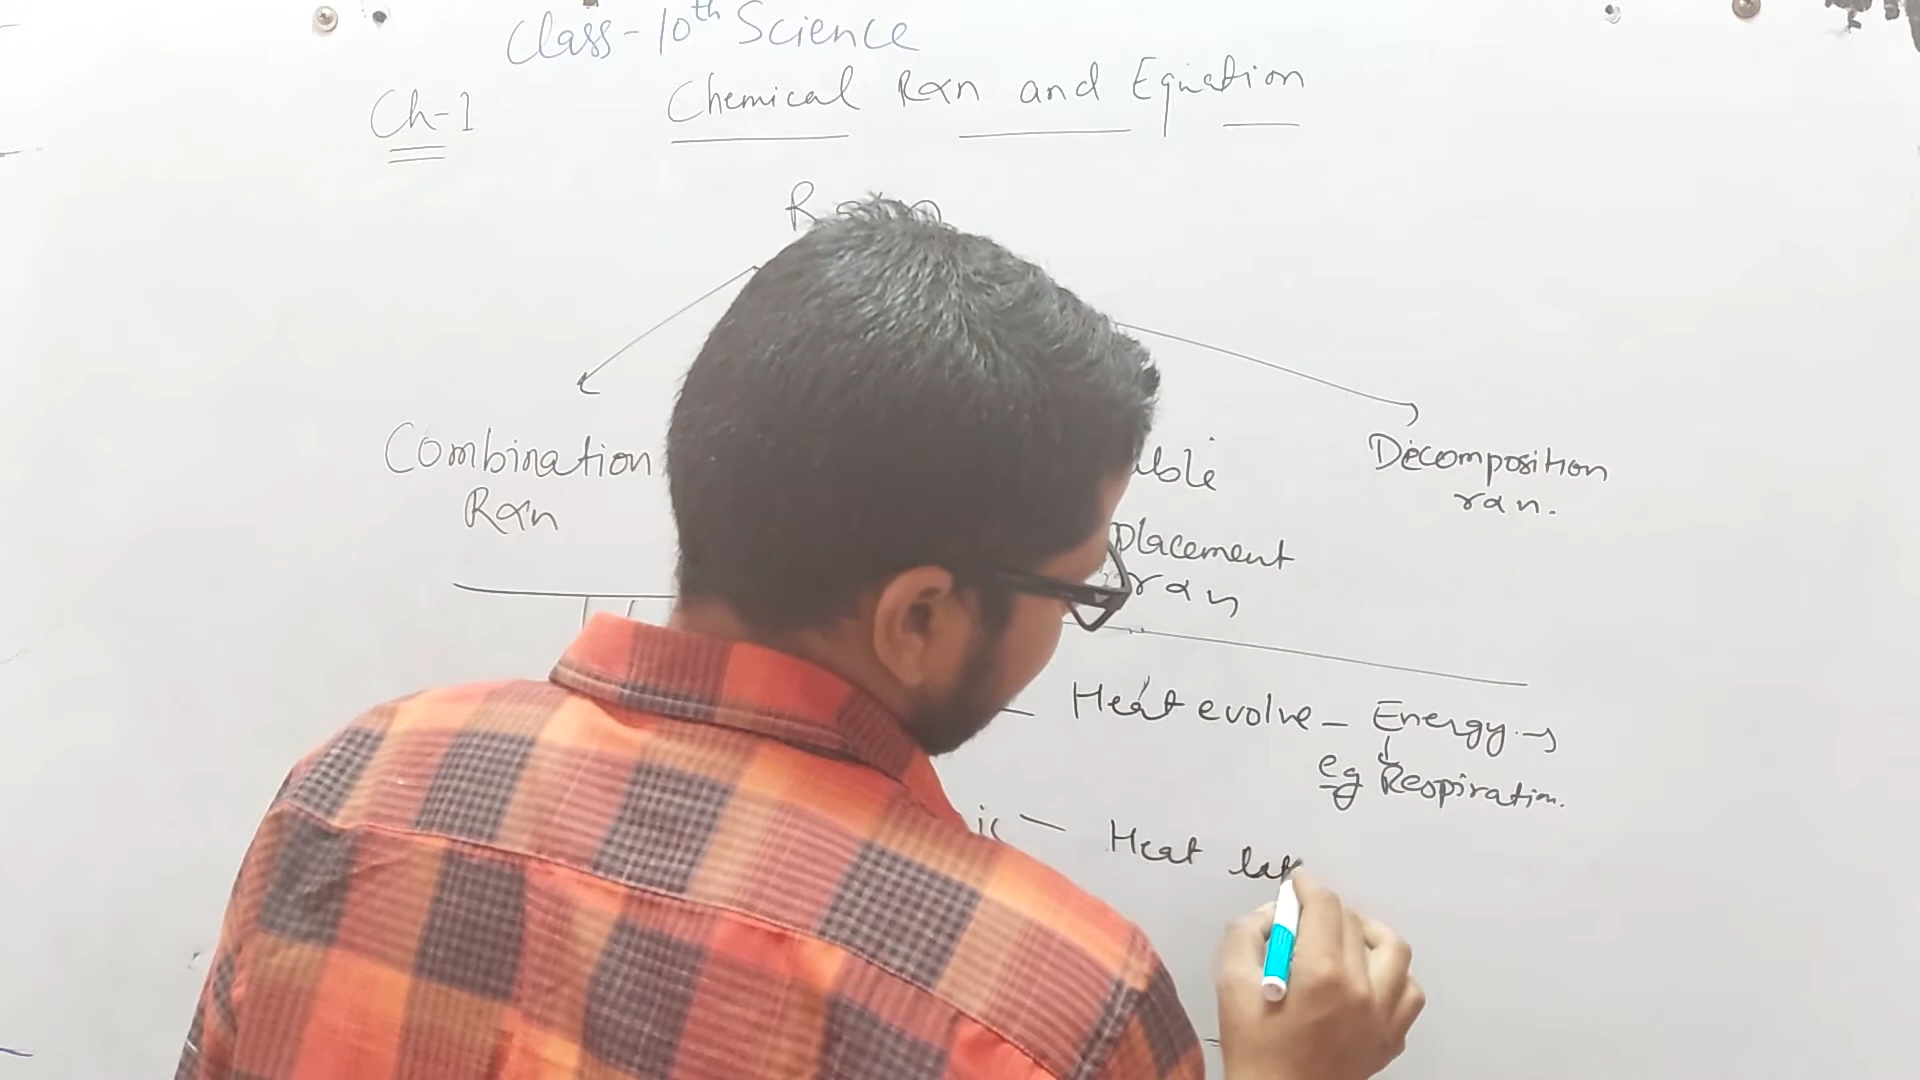 Class-10th Science
Ch-1 Chemical Rxn and Equation
Combination
Rxn
Decomposition
rxn.
placement
rxn
Heat evolve - Energy →
eg Respiration.
Heat